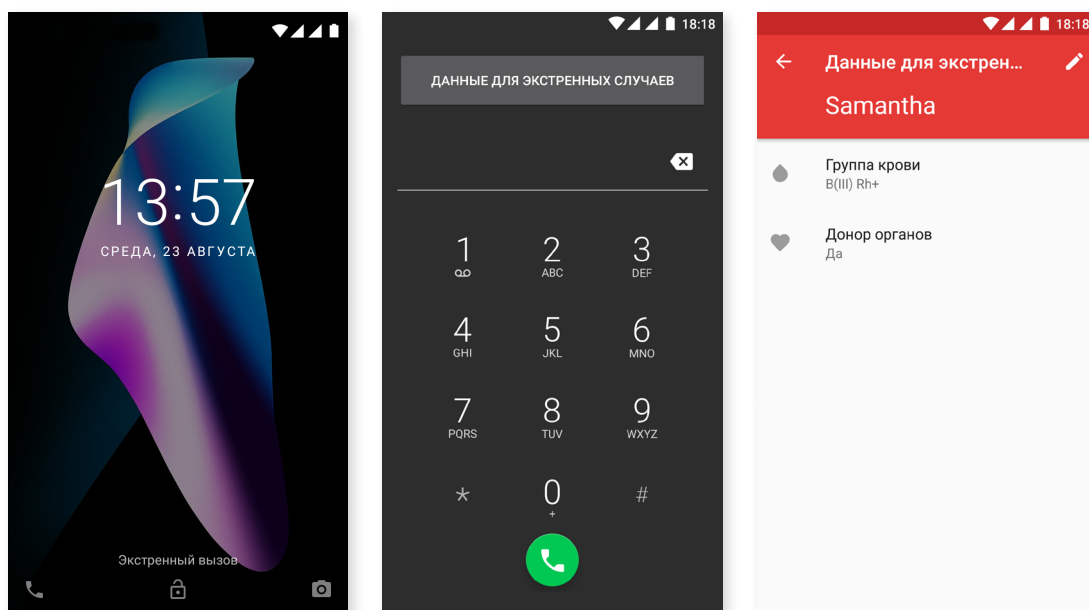 13:57
СРЕДА, 23 АВГУСТА
Экстренный вызов
18:18
ДАННЫЕ ДЛЯ ЭКСТРЕННЫХ СЛУЧАЕВ
1 2 3
ABC DEF
4 5 6
GHI JKL MNO
7 8 9
PQRS TUV WXYZ
* 0 #
+
18:18
Данные для экстрен...
Samantha
Группа крови
B(III) Rh+
Донор органов
Да